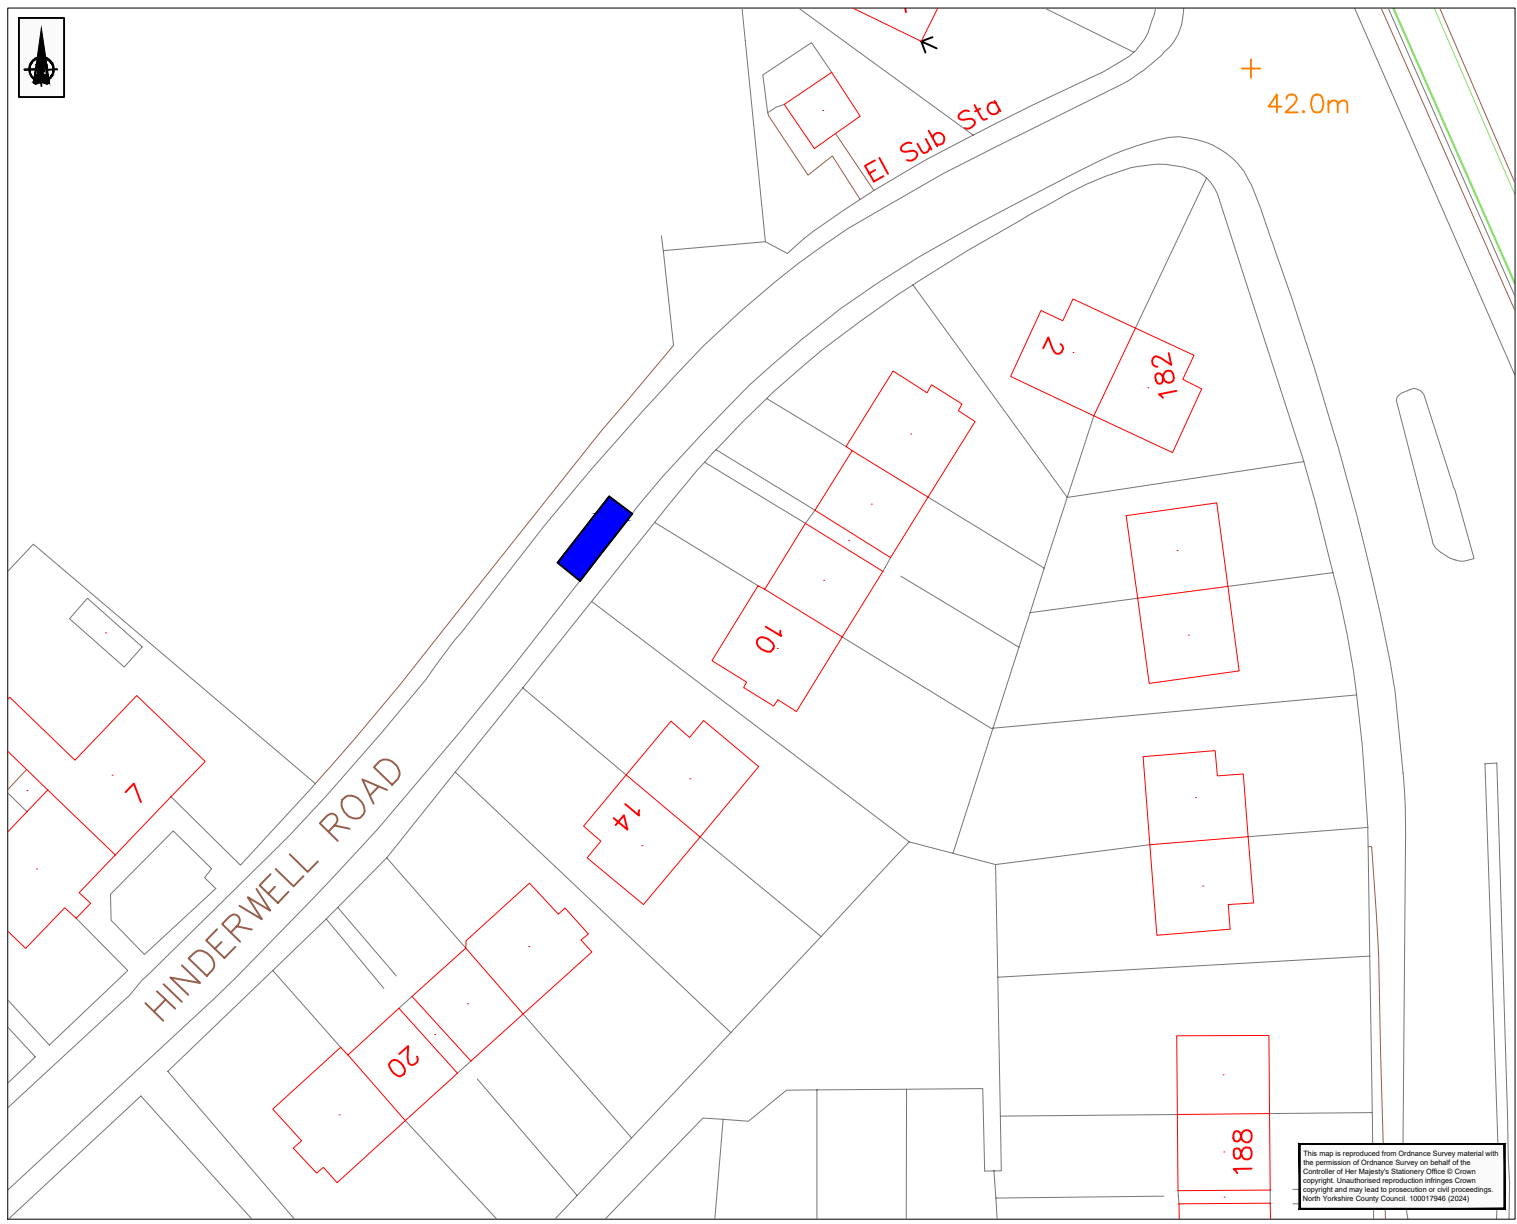 El Sub Sta
42.0m
2
182
10
7
14
HINDERWELL ROAD
20
188
This map is reproduced from Ordnance Survey material with
the permission of Ordnance Survey on behalf of the
Controller of Her Majesty's Stationery Office © Crown
copyright. Unauthorised reproduction infringes Crown
copyright and may lead to prosecution or civil proceedings.
North Yorkshire County Council. 100017946 (2024)